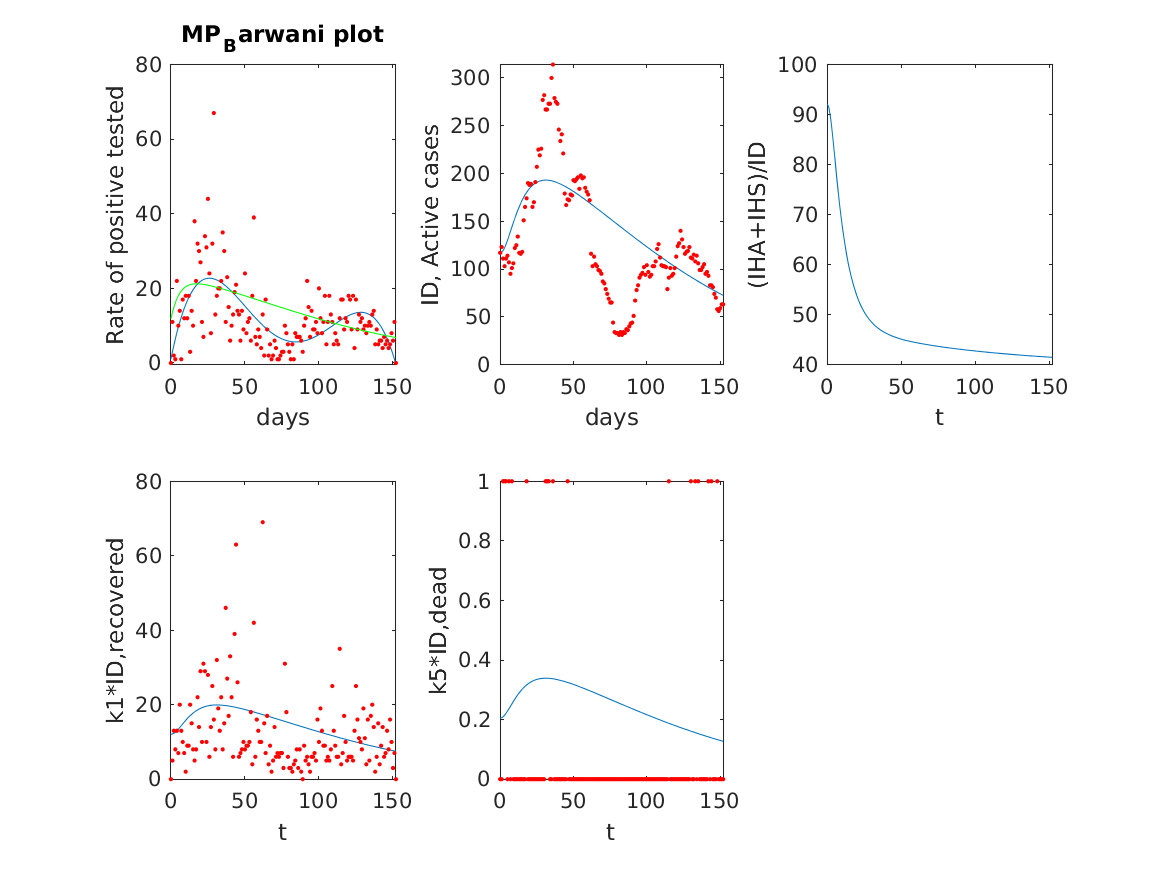 MP_Barwani plot
80
60
40
20
0
Rate of positive tested
0 50 100 150
days
300
250
200
150
100
50
0
ID, Active cases
0 50 100 150
days
100
90
80
70
60
50
40
(IHA+IHS)/ID
0 50 100 150
t
80
60
40
20
0
k1*ID,recovered
0 50 100 150
t
1
0.8
0.6
0.4
0.2
0
k5*ID,dead
0 50 100 150
t